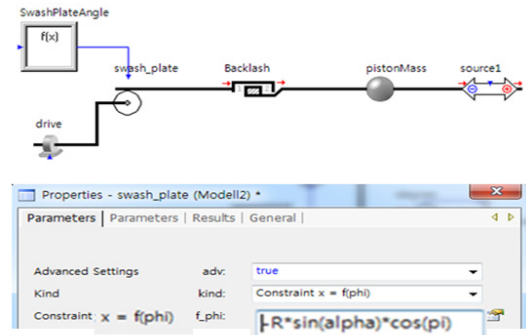 SwashPlateAngle
f(x)
swash_plate
Backlash
pistonMass
source1
drive
Properties - swash_plate (Modell2) *
Parameters | Parameters | Results | General |
Advanced Settings adv: true
Kind kind: Constraint x = f(phi)
Constraint x = f(phi) f_phi: -R*sin(alpha)*cos(pi)